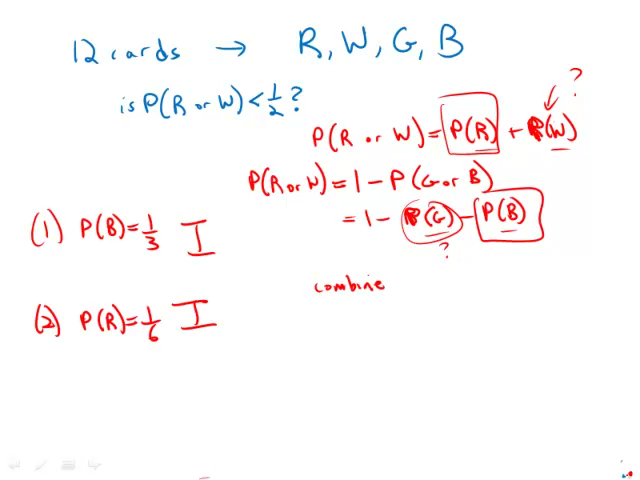 12 cards → R, W, G, B
is P(R or W) < 1/2 ?
?
P(R or W) = P(R) + P(W)
P(R or W) = 1 - P(G or B)
= 1 - P(G) - P(B)
?
(1) P(B) = 1/3 I
combine
(2) P(R) = 1/6 I